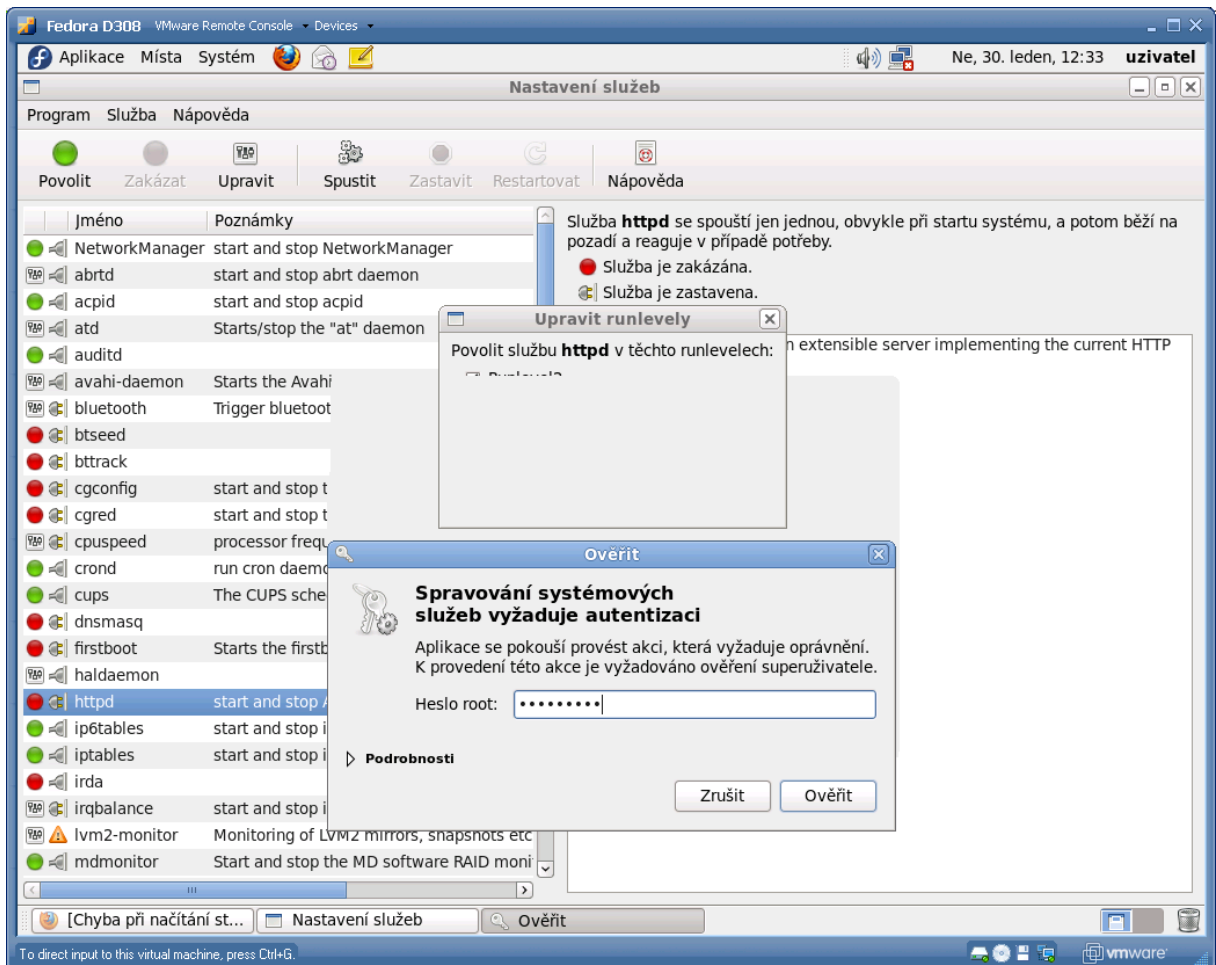 Fedora D308 VMware Remote Console Devices
Aplikace Místa Systém Ne, 30. leden, 12:33 uzivatel
Nastavení služeb
Program Služba Nápověda
Povolit Zakázat Upravit Spustit Zastavit Restartovat Nápověda
Jméno Poznámky
NetworkManager start and stop NetworkManager
abrtd start and stop abrt daemon
acpid start and stop acpid
atd Starts/stop the "at" daemon
auditd
avahi-daemon Starts the Avahi
bluetooth Trigger bluetoot
btseed
bttrack
cgconfig start and stop t
cgred start and stop t
cpuspeed processor frequ
crond run cron daemo
cups The CUPS sche
dnsmasq
firstboot Starts the firstb
haldaemon
httpd start and stop A
ip6tables start and stop i
iptables start and stop i
irda
irqbalance start and stop i
lvm2-monitor Monitoring of LVM2 mirrors, snapshots etc
mdmonitor Start and stop the MD software RAID moni
Služba httpd se spouští jen jednou, obvykle při startu systému, a potom běží na
pozadí a reaguje v případě potřeby.
Služba je zakázána.
Služba je zastavena.
n extensible server implementing the current HTTP
Upravit runlevely
Povolit službu httpd v těchto runlevelech:
Ověřit
Spravování systémových
služeb vyžaduje autentizaci
Aplikace se pokouší provést akci, která vyžaduje oprávnění.
K provedení této akce je vyžadováno ověření superuživatele.
Heslo root: •••••••••
Podrobnosti
Zrušit Ověřit
[Chyba při načítání st... Nastavení služeb Ověřit
To direct input to this virtual machine, press Ctrl+G. vmware